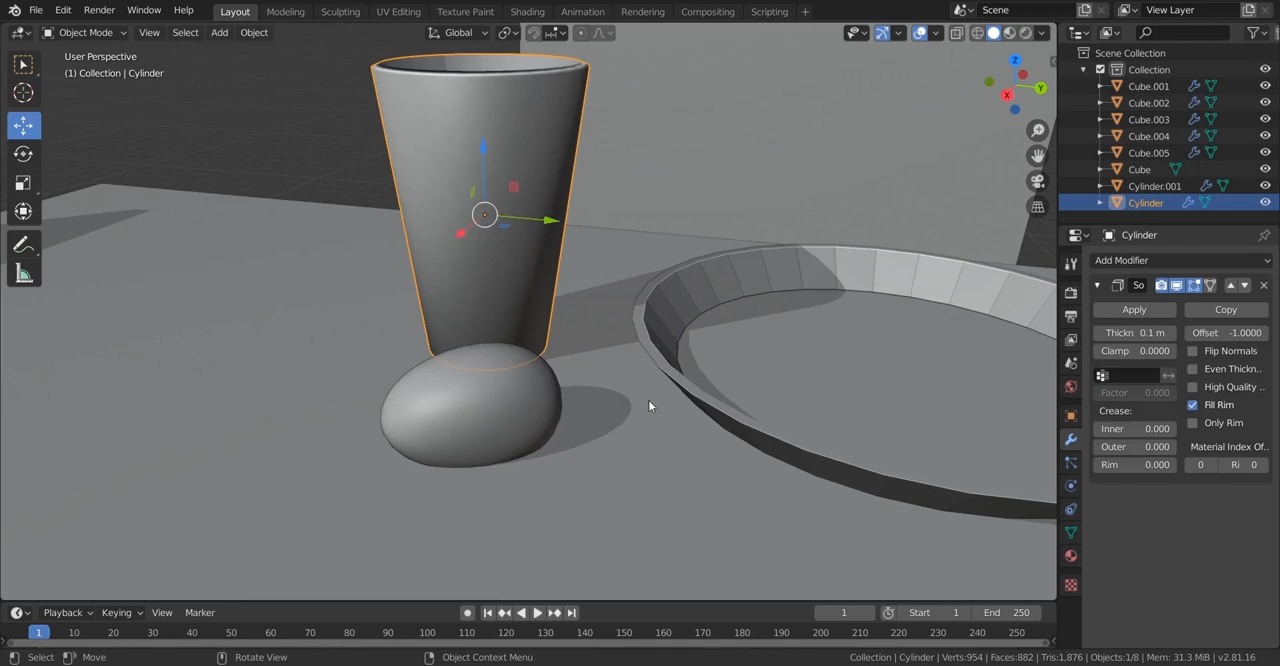 File Edit Render Window Help Layout Modeling Sculpting UV Editing Texture Paint Shading Animation Rendering Compositing Scripting + Scene View Layer
Object Mode View Select Add Object Global
User Perspective
(1) Collection | Cylinder
Z
Y
X
Scene Collection
Collection
Cube.001
Cube.002
Cube.003
Cube.004
Cube.005
Cube
Cylinder.001
Cylinder
Cylinder
Add Modifier
So
Apply Copy
Thickn 0.1 m Offset -1.0000
Clamp 0.0000 Flip Normals
Even Thickn..
High Quality ..
Factor 0.000
Fill Rim
Crease:
Only Rim
Inner 0.000
Outer 0.000 Material Index Of..
Rim 0.000 0 Ri 0
Playback Keying View Marker 1 Start 1 End 250
1 10 20 30 40 50 60 70 80 90 100 110 120 130 140 150 160 170 180 190 200 210 220 230 240 250
Select Move Rotate View Object Context Menu Collection | Cylinder | Verts:954 | Faces:882 | Tris:1,876 | Objects:1/8 | Mem: 31.3 MiB | v2.81.16